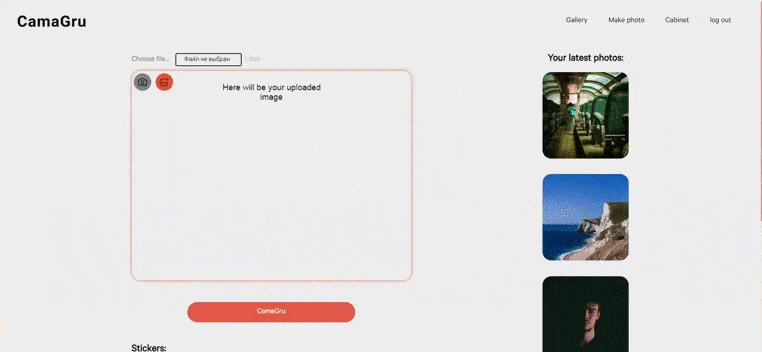 CamaGru
Gallery Make photo Cabinet log out
Choose file... Файл не выбран
Your latest photos:
Here will be your uploaded
image
CameGru
Stickers: